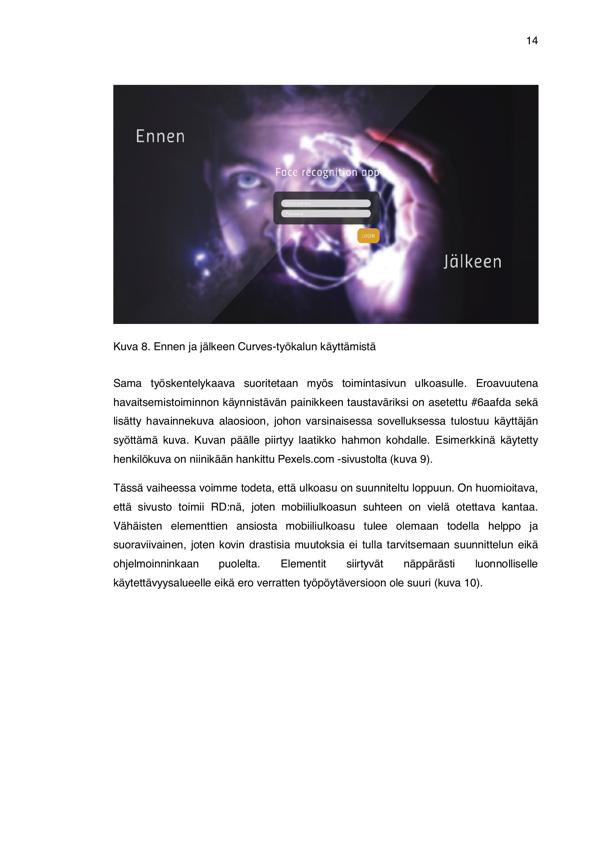 14
Ennen
Face recognition app
LOGIN
Jälkeen
Kuva 8. Ennen ja jälkeen Curves-työkalun käyttämistä
Sama työskentelykaava suoritetaan myös toimintasivun ulkoasulle. Eroavuutena
havaitsemistoiminnon käynnistävän painikkeen taustaväriksi on asetettu #6aafda sekä
lisätty havainnekuva alaosioon, johon varsinaisessa sovelluksessa tulostuu käyttäjän
syöttämä kuva. Kuvan päälle piirtyy laatikko hahmon kohdalle. Esimerkkinä käytetty
henkilökuva on niinikään hankittu Pexels.com -sivustolta (kuva 9).
Tässä vaiheessa voimme todeta, että ulkoasu on suunniteltu loppuun. On huomioitava,
että sivusto toimii RD:nä, joten mobiiliulkoasun suhteen on vielä otettava kantaa.
Vähäisten elementtien ansiosta mobiiliulkoasu tulee olemaan todella helppo ja
suoraviivainen, joten kovin drastisia muutoksia ei tulla tarvitsemaan suunnittelun eikä
ohjelmoinninkaan puolelta. Elementit siirtyvät näppärästi luonnolliselle
käytettävyysalueelle eikä ero verratten työpöytäversioon ole suuri (kuva 10).